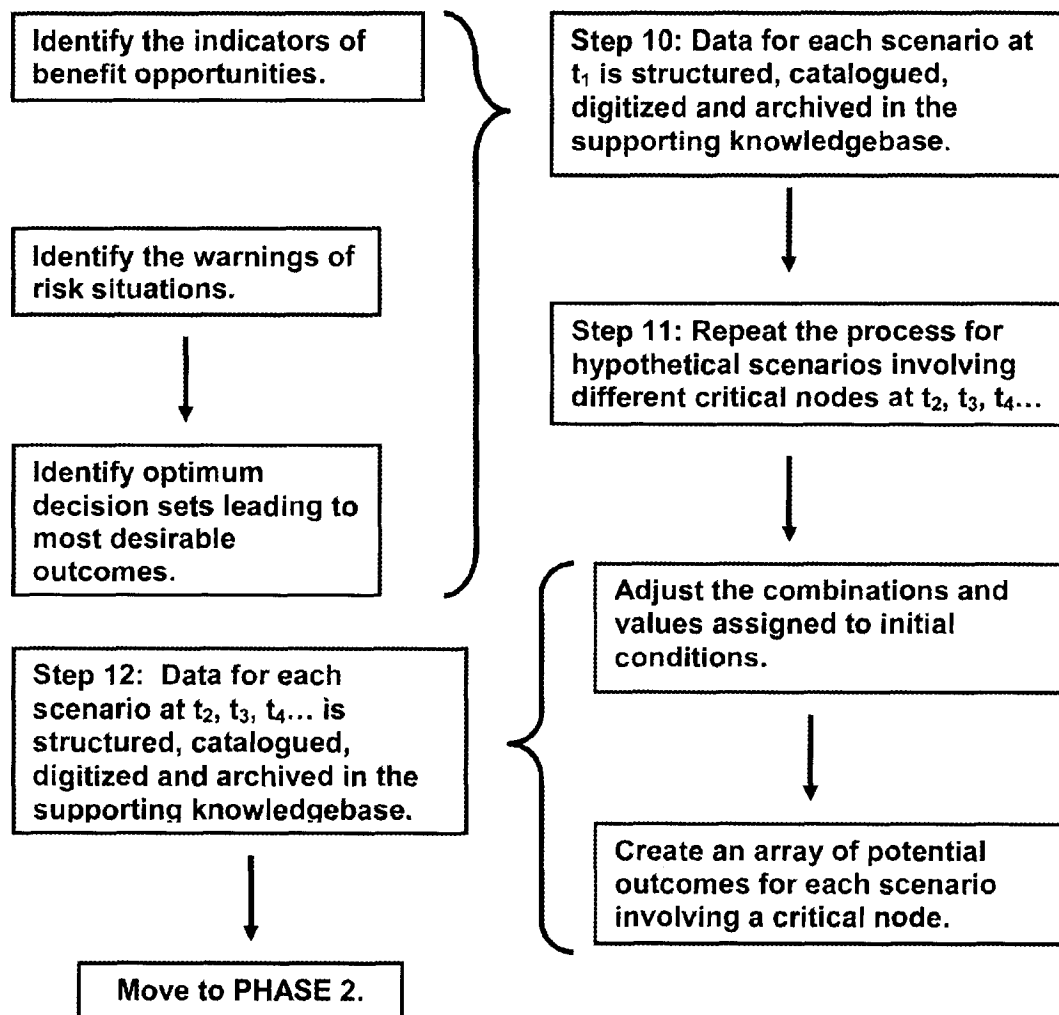 Identify the indicators of
benefit opportunities.
Identify the warnings of
risk situations.
Identify optimum
decision sets leading to
most desirable
outcomes.
Step 10: Data for each scenario at
t₁ is structured, catalogued,
digitized and archived in the
supporting knowledgebase.
Step 11: Repeat the process for
hypothetical scenarios involving
different critical nodes at t₂, t₃, t₄...
Adjust the combinations and
values assigned to initial
conditions.
Create an array of potential
outcomes for each scenario
involving a critical node.
Step 12: Data for each
scenario at t₂, t₃, t₄... is
structured, catalogued,
digitized and archived in the
supporting knowledgebase.
Move to PHASE 2.